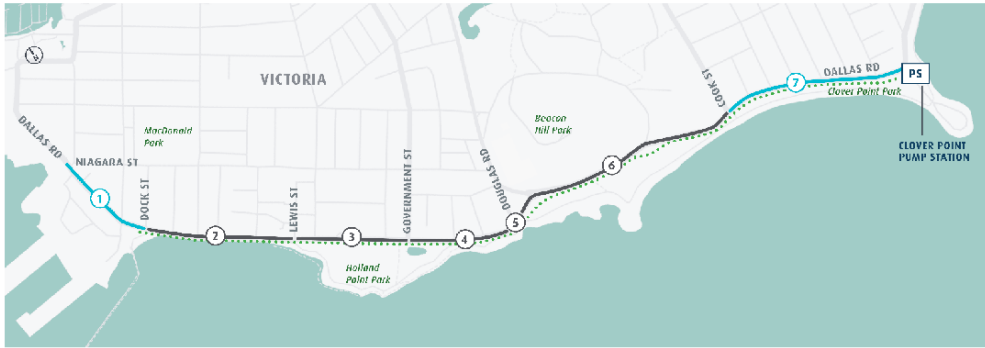 VICTORIA
DALLAS RD
PS
COOK ST
7
Clover Point Park
CLOVER POINT
PUMP STATION
Beacon
Hill Park
MacDonald
Park
DALLAS RD
NIAGARA ST
1
DOCK ST
2
LEWIS ST
3
GOVERNMENT ST
4
DOUGLAS RD
5
6
Holland
Point Park